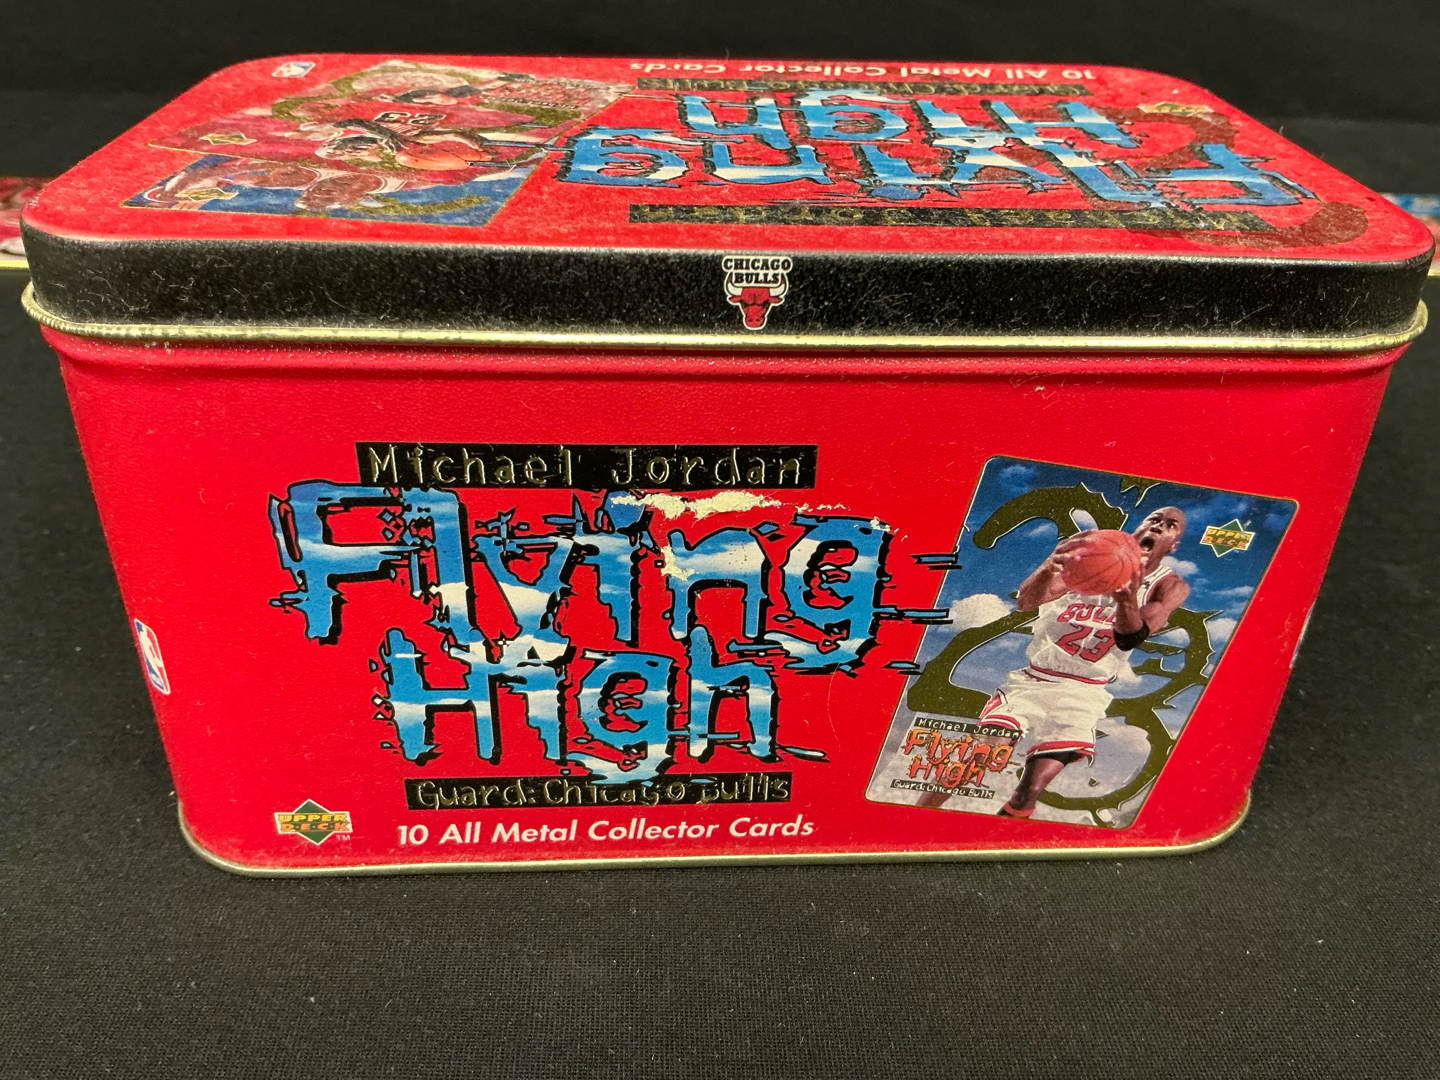 10 All Metal Collector Cards
Flying
High
CHICAGO
BULLS
Michael Jordan
Flying
High
Guard: Chicago Bulls
10 All Metal Collector Cards
UPPER
DECK
TM
UPPER
DECK
BULLS
23
Michael Jordan
Flying
High
Guard: Chicago Bulls